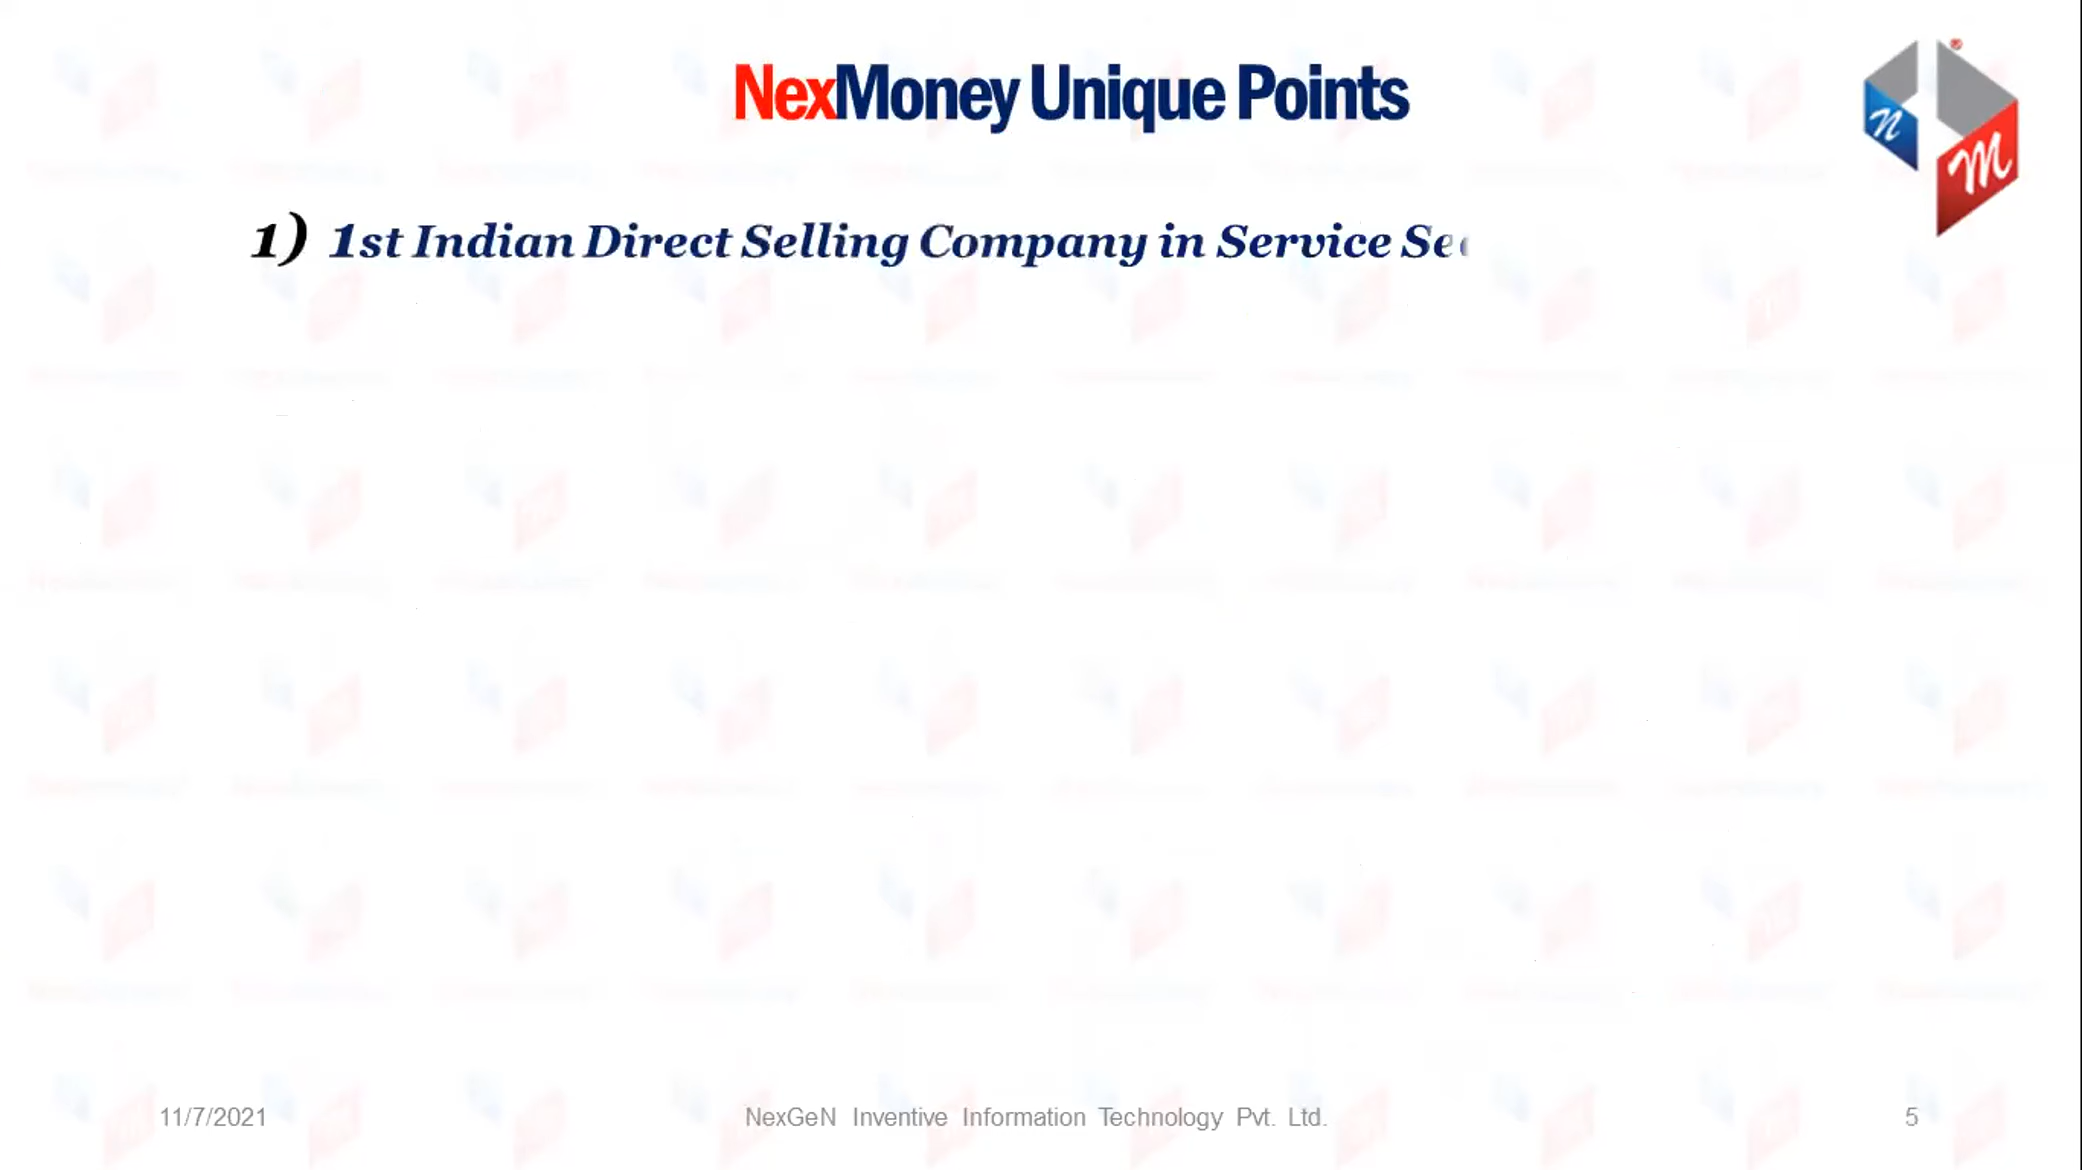 NexMoney Unique Points
n M
1) 1st Indian Direct Selling Company in Service
11/7/2021 NexGeN Inventive Information Technology Pvt. Ltd. 5